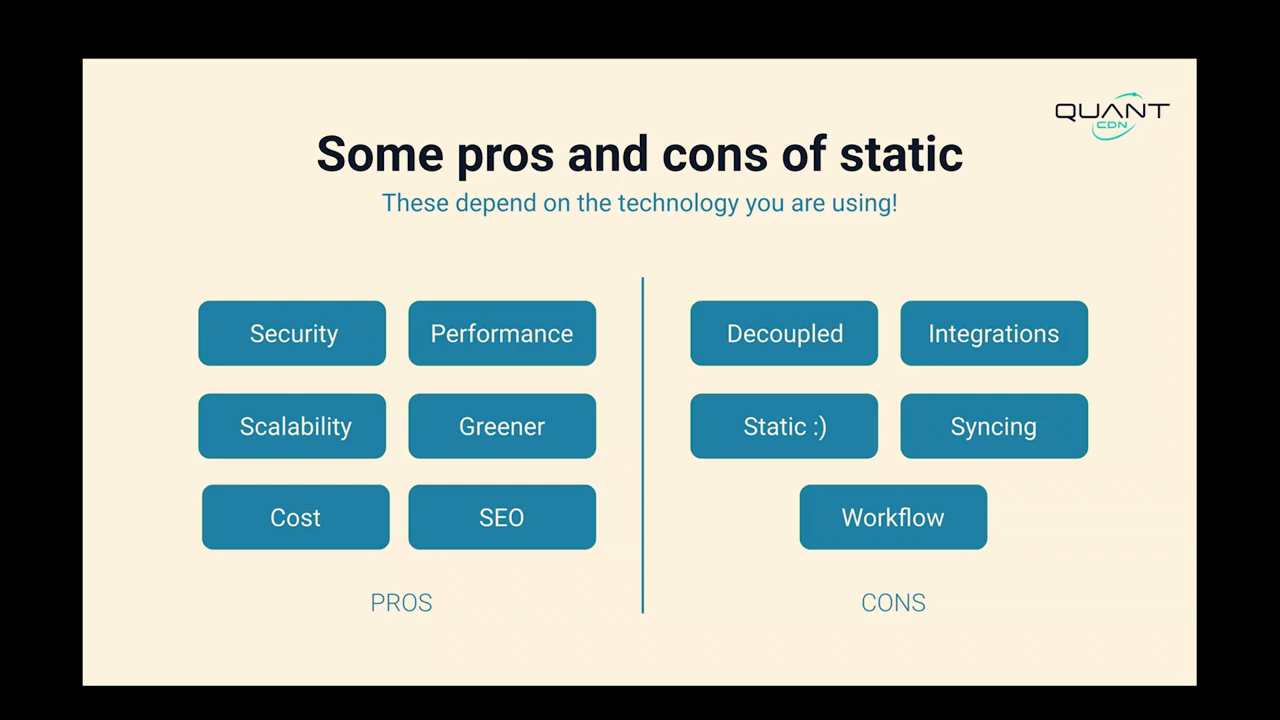 QUANT
CDN
Some pros and cons of static
These depend on the technology you are using!
Security
Performance
Scalability
Greener
Cost
SEO
PROS
Decoupled
Integrations
Static :)
Syncing
Workflow
CONS